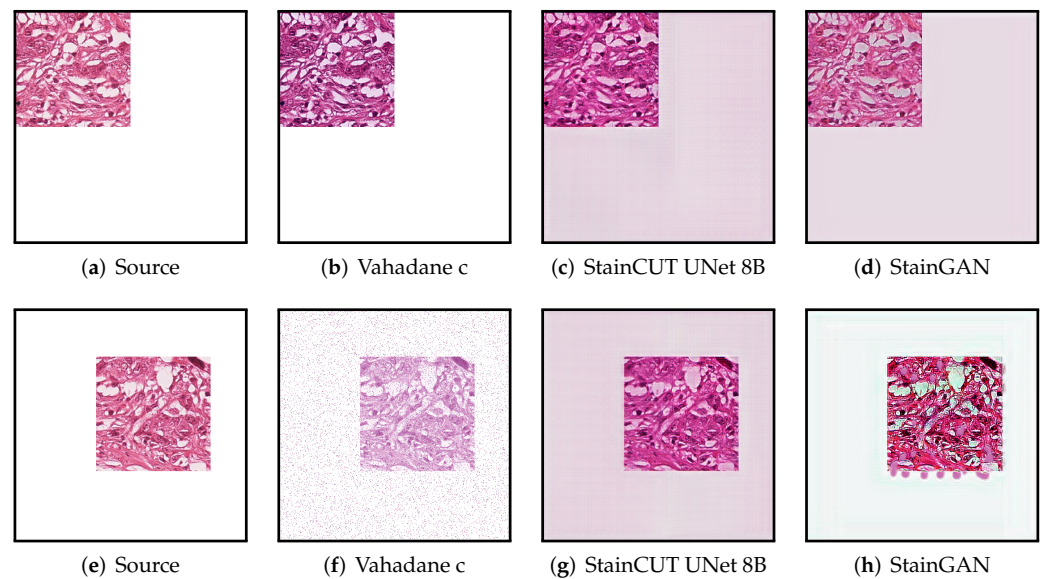 (a) Source
(b) Vahadane c
(c) StainCUT UNet 8B
(d) StainGAN
(e) Source
(f) Vahadane c
(g) StainCUT UNet 8B
(h) StainGAN